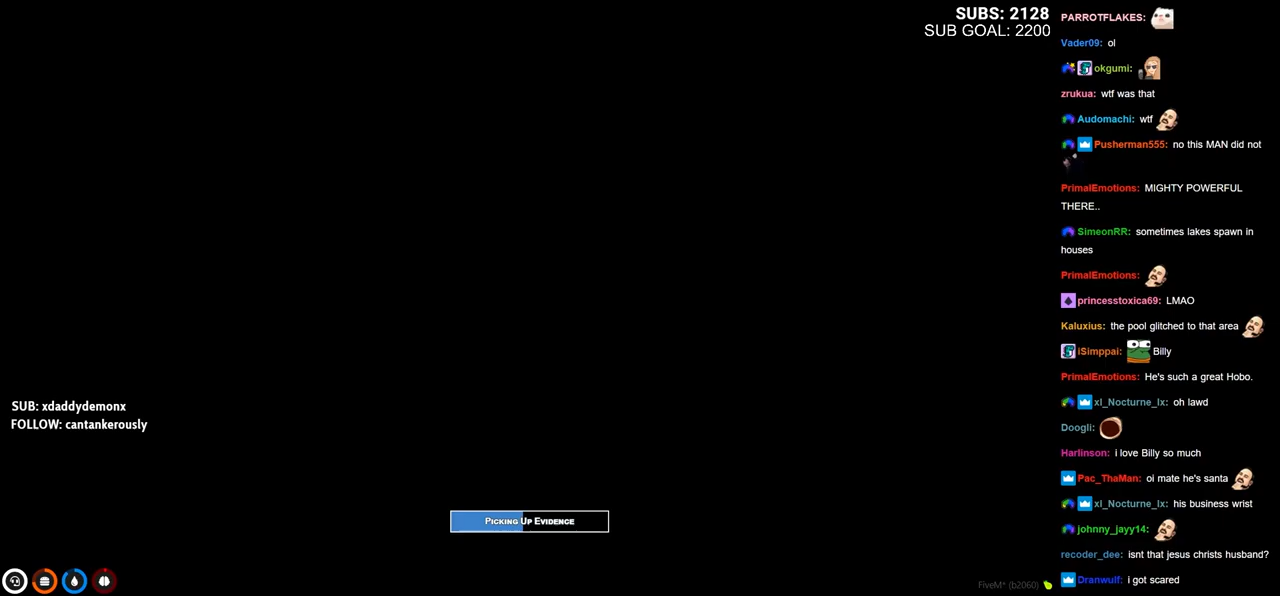 SUBS: 2128
SUB GOAL: 2200
PARROTFLAKES:
Vader09: ol
okgumi:
zrukua: wtf was that
Audomachi: wtf
Pusherman555: no this MAN did not
PrimalEmotions: MIGHTY POWERFUL
THERE..
SimeonRR: sometimes lakes spawn in
houses
PrimalEmotions:
princesstoxica69: LMAO
Kaluxius: the pool glitched to that area
iSimppai: Billy
PrimalEmotions: He's such a great Hobo.
xl_Nocturne_lx: oh lawd
Doogli:
Harlinson: i love Billy so much
Pac_ThaMan: oi mate he's santa
xl_Nocturne_lx: his business wrist
johnny_jayy14:
recoder_dee: isnt that jesus christs husband?
Dranwulf: i got scared
SUB: xdaddydemonx
FOLLOW: cantankerously
Picking Up Evidence
FiveM* (b2060)